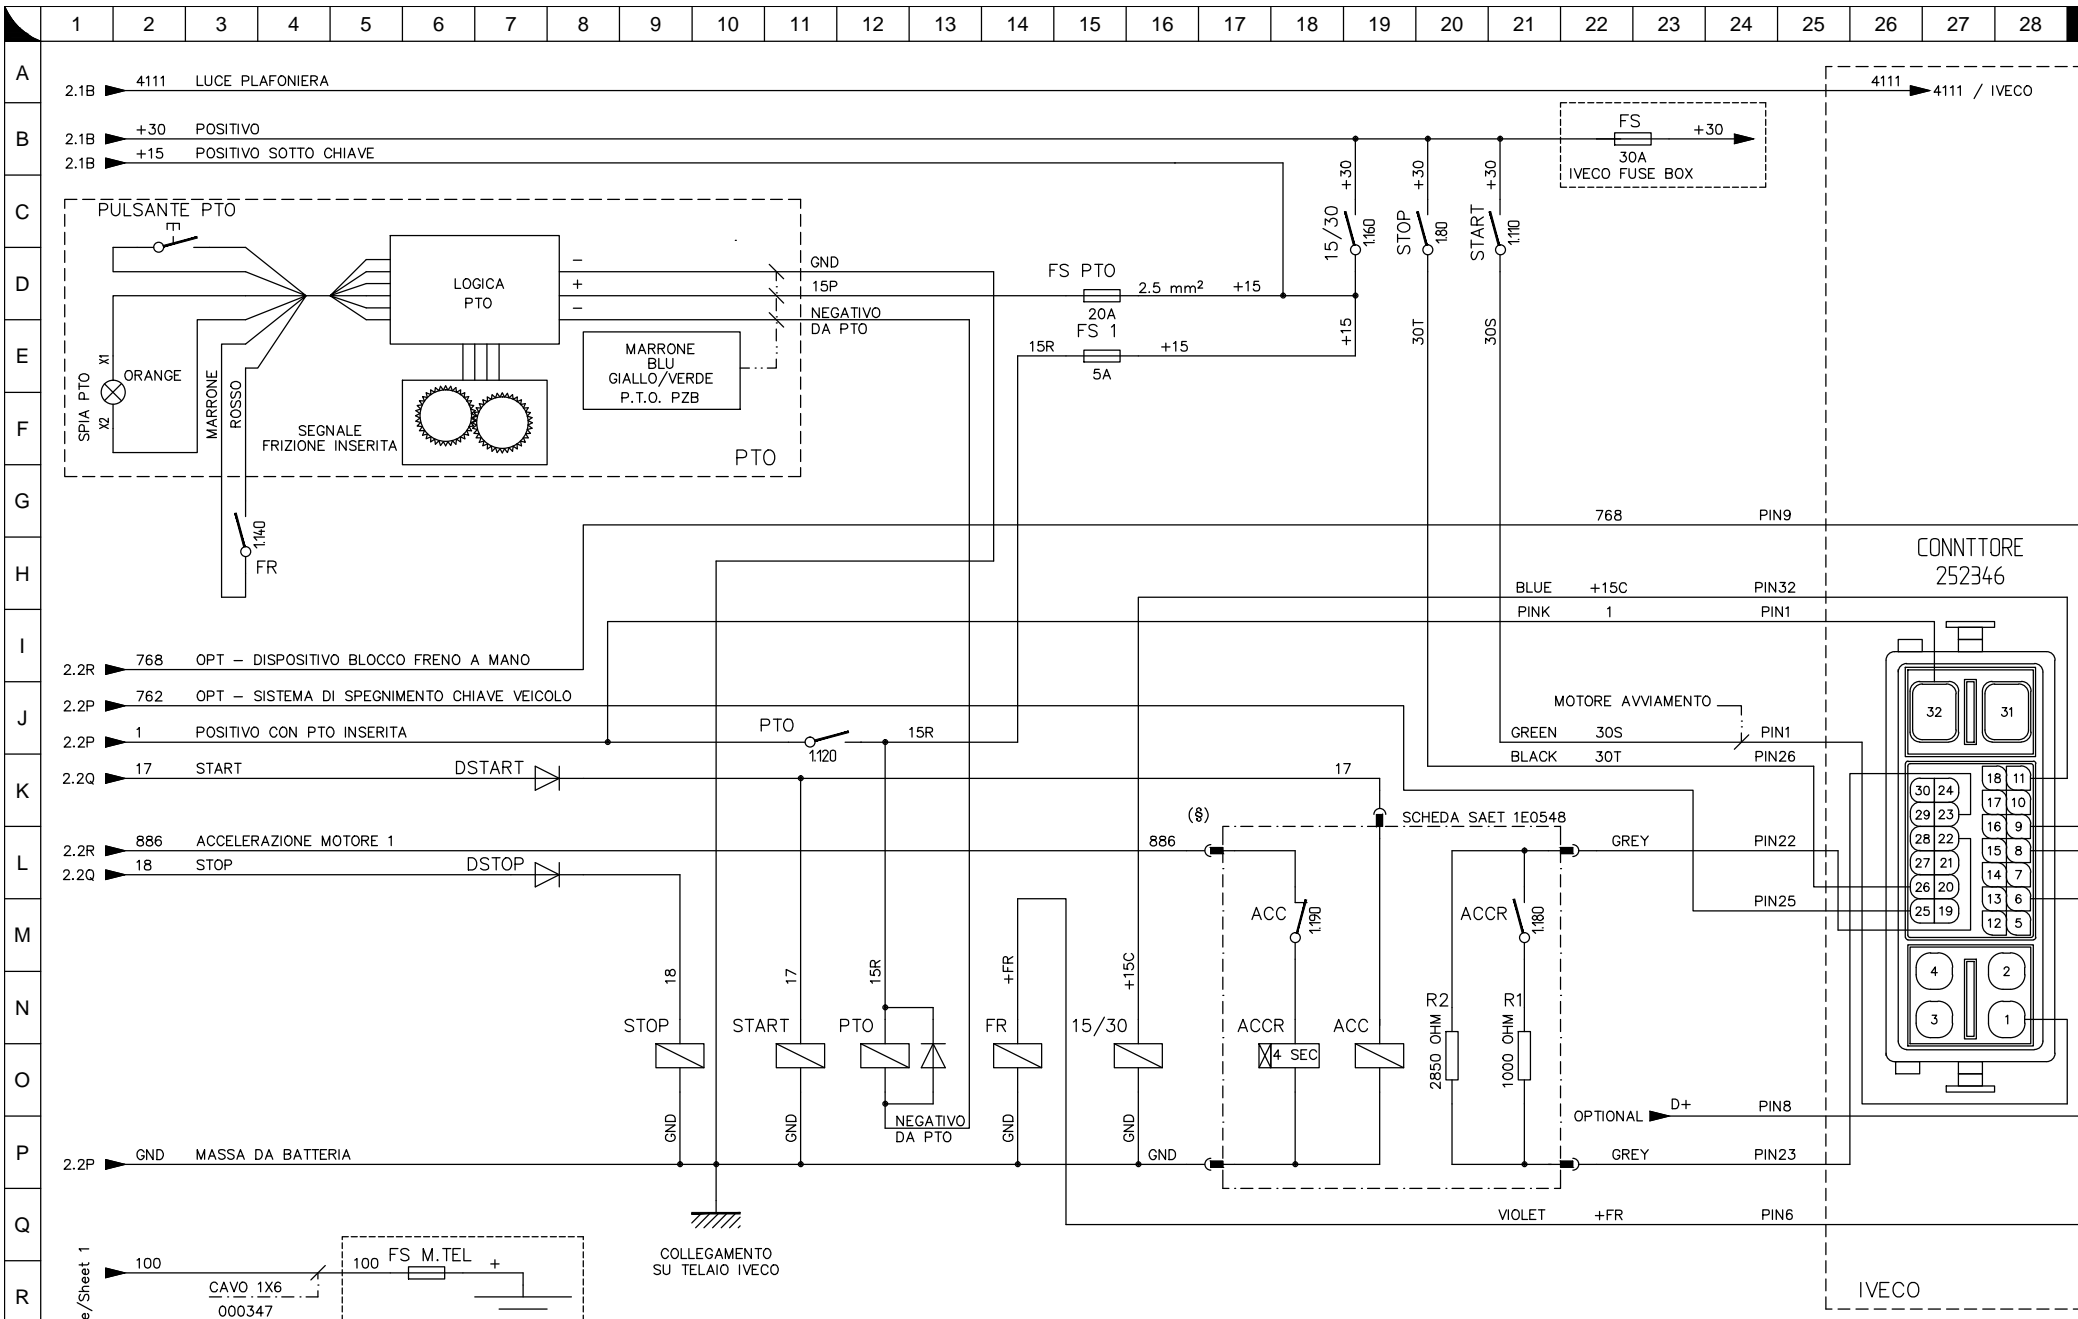 1 2 3 4 5 6 7 8 9 10 11 12 13 14 15 16 17 18 19 20 21 22 23 24 25 26 27 28
A
2.1B 4111 LUCE PLAFONIERA 4111 4111 / IVECO
B
2.1B +30 POSITIVO FS +30
2.1B +15 POSITIVO SOTTO CHIAVE 30A
IVECO FUSE BOX
+30 +30 +30
C
PULSANTE PTO
15/30 1.160 STOP 1.80 START 1.110
D
LOGICA
PTO
− GND
+ 15P
− NEGATIVO
DA PTO
FS PTO
20A
2.5 mm² +15
FS 1
5A
15R +15
+15 30T 30S
E
X1
SPIA PTO
X2
ORANGE
MARRONE
ROSSO
MARRONE
BLU
GIALLO/VERDE
P.T.O. PZB
F
SEGNALE
FRIZIONE INSERITA
PTO
G
1.140
FR
768 PIN9
H
CONNTTORE
252346
BLUE +15C PIN32
PINK 1 PIN1
I
2.2R 768 OPT − DISPOSITIVO BLOCCO FRENO A MANO
2.2P 762 OPT − SISTEMA DI SPEGNIMENTO CHIAVE VEICOLO
MOTORE AVVIAMENTO
J
2.2P 1 POSITIVO CON PTO INSERITA PTO 1.120 15R
GREEN 30S PIN1
BLACK 30T PIN26
32 31
K
2.2Q 17 START DSTART 17
(§) SCHEDA SAET 1E0548
30 24 18 11
29 23 17 10
28 22 16 9
27 21 15 8
26 20 14 7
25 19 13 6
12 5
4 2
3 1
L
2.2R 886 ACCELERAZIONE MOTORE 1 886 GREY PIN22
2.2Q 18 STOP DSTOP
PIN25
M
ACC 1.190 ACCR 1.180
18 17 15R +FR +15C
N
STOP START PTO FR 15/30 ACCR ACC R2 R1
4 SEC
2850 OHM 1000 OHM
O
GND GND GND GND
NEGATIVO
DA PTO
OPTIONAL D+ PIN8
P
2.2P GND MASSA DA BATTERIA GND GREY PIN23
Q
VIOLET +FR PIN6
COLLEGAMENTO
SU TELAIO IVECO
R
e/Sheet 1
100 100 FS M.TEL +
CAVO 1X6
000347
IVECO